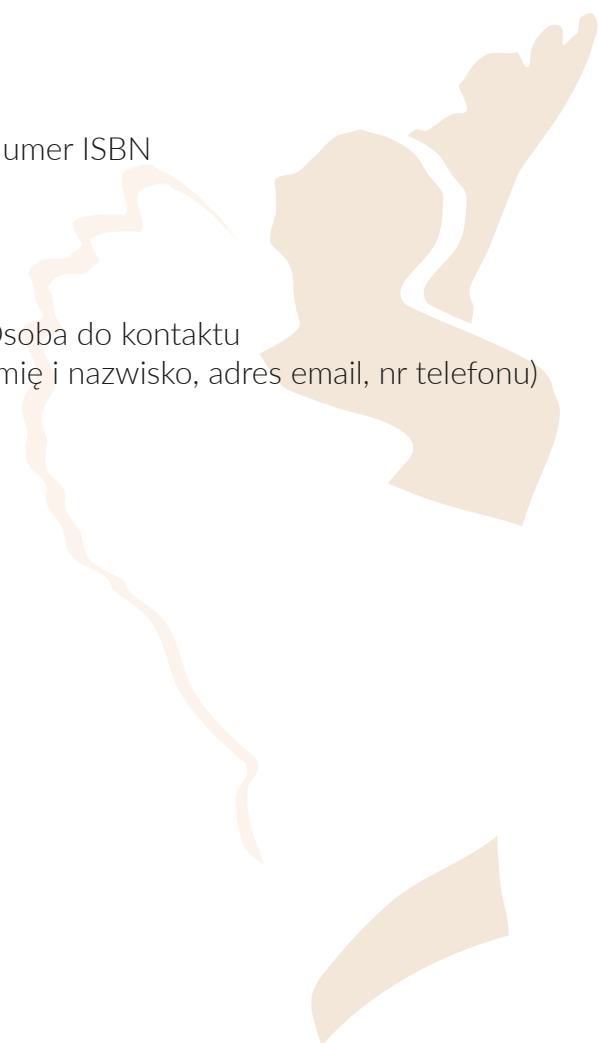 umer ISBN
soba do kontaktu
mię i nazwisko, adres email, nr telefonu)